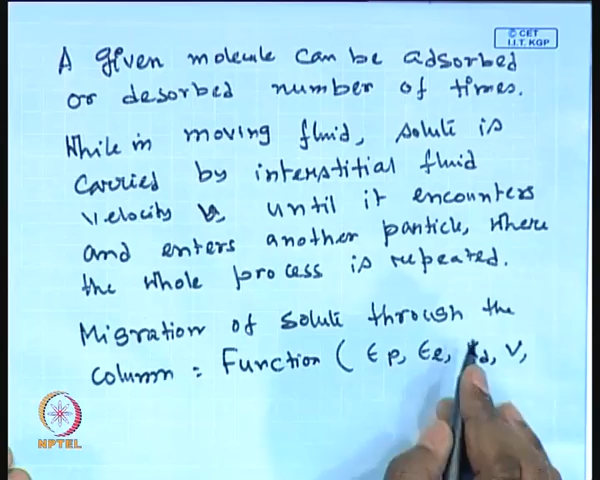 © CET
I.I.T. KGP
A given molecule can be adsorbed
or desorbed number of times.
While in moving fluid, solute is
carried by interstitial fluid
velocity v, until it encounters
and enters another particle, where
the whole process is repeated.
Migration of solute through the
column = Function ( ϵp, ϵe, Kd, V,
NPTEL